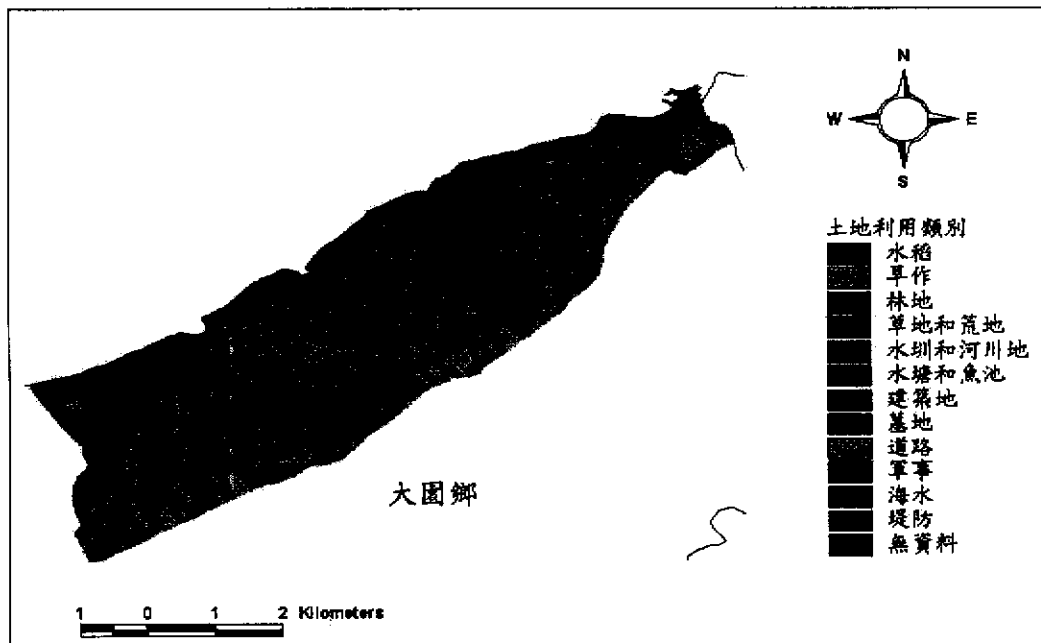 N
W E
S
土地利用類別
水稻
旱作
林地
草地和荒地
水圳和河川地
水塘和魚池
建築地
墓地
道路
軍事
海水
堤防
無資料
大園鄉
1 0 1 2 Kilometers